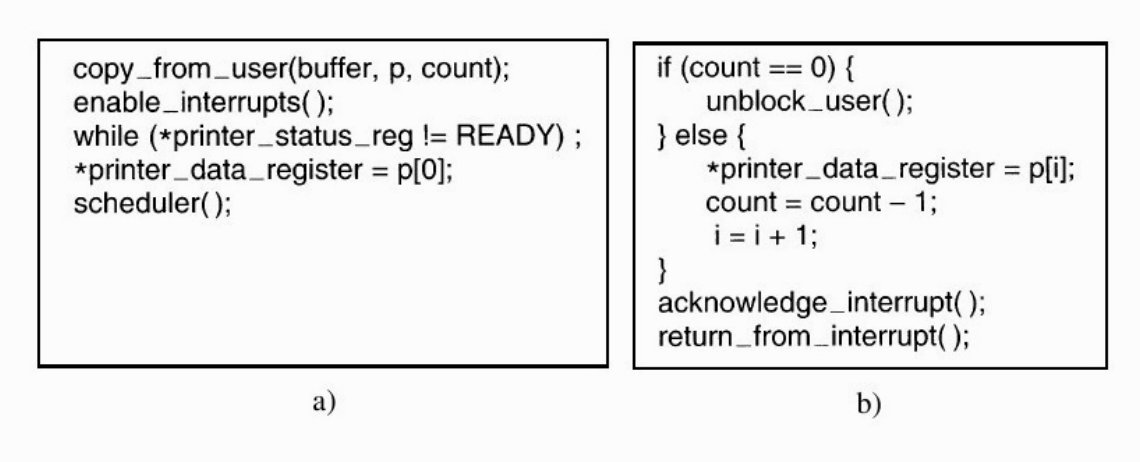 copy_from_user(buffer, p, count);
enable_interrupts( );
while (*printer_status_reg != READY) ;
*printer_data_register = p[0];
scheduler( );
a)
if (count == 0) {
unblock_user( );
} else {
*printer_data_register = p[i];
count = count – 1;
i = i + 1;
}
acknowledge_interrupt( );
return_from_interrupt( );
b)